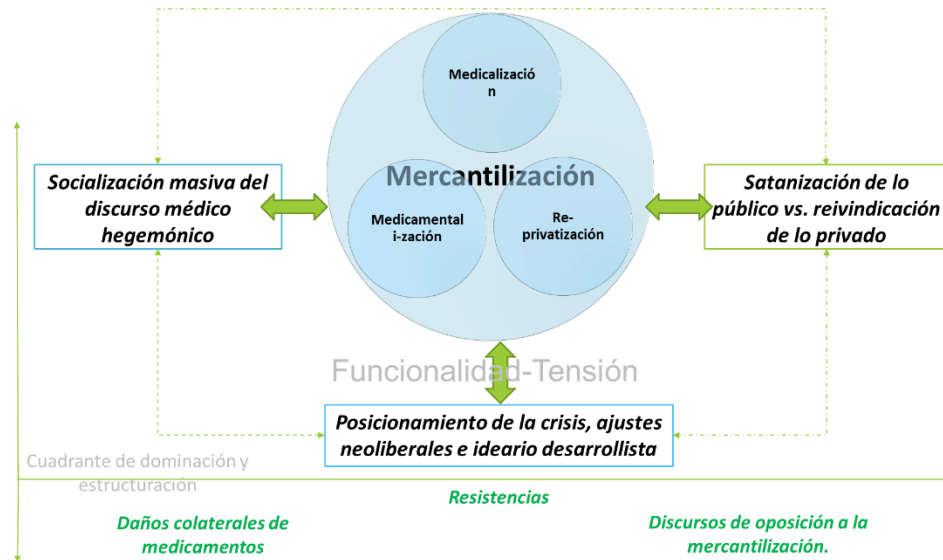 Medicalizació
n
Mercantilización
Medicamental
i-zación
Re-
privatización
Socialización masiva del
discurso médico
hegemónico
Satanización de lo
público vs. reivindicación
de lo privado
Funcionalidad-Tensión
Posicionamiento de la crisis, ajustes
neoliberales e ideario desarrollista
Cuadrante de dominación y
estructuración
Resistencias
Daños colaterales de
medicamentos
Discursos de oposición a la
mercantilización.